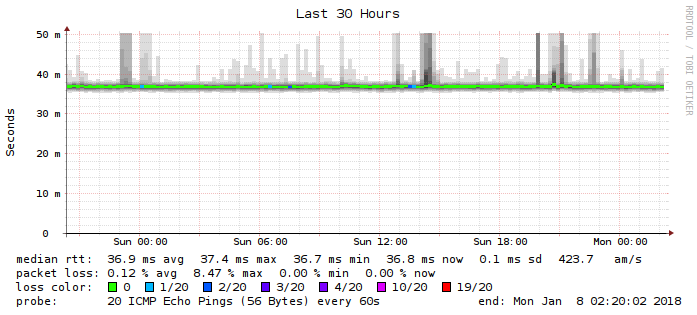 Last 30 Hours
RRDTOOL / TOBI OETIKER
Seconds
50 m
40 m
30 m
20 m
10 m
0
Sun 00:00 Sun 06:00 Sun 12:00 Sun 18:00 Mon 00:00
median rtt: 36.9 ms avg 37.4 ms max 36.7 ms min 36.8 ms now 0.1 ms sd 423.7 am/s
packet loss: 0.12 % avg 8.47 % max 0.00 % min 0.00 % now
loss color: 0 1/20 2/20 3/20 4/20 10/20 19/20
probe: 20 ICMP Echo Pings (56 Bytes) every 60s end: Mon Jan 8 02:20:02 2018